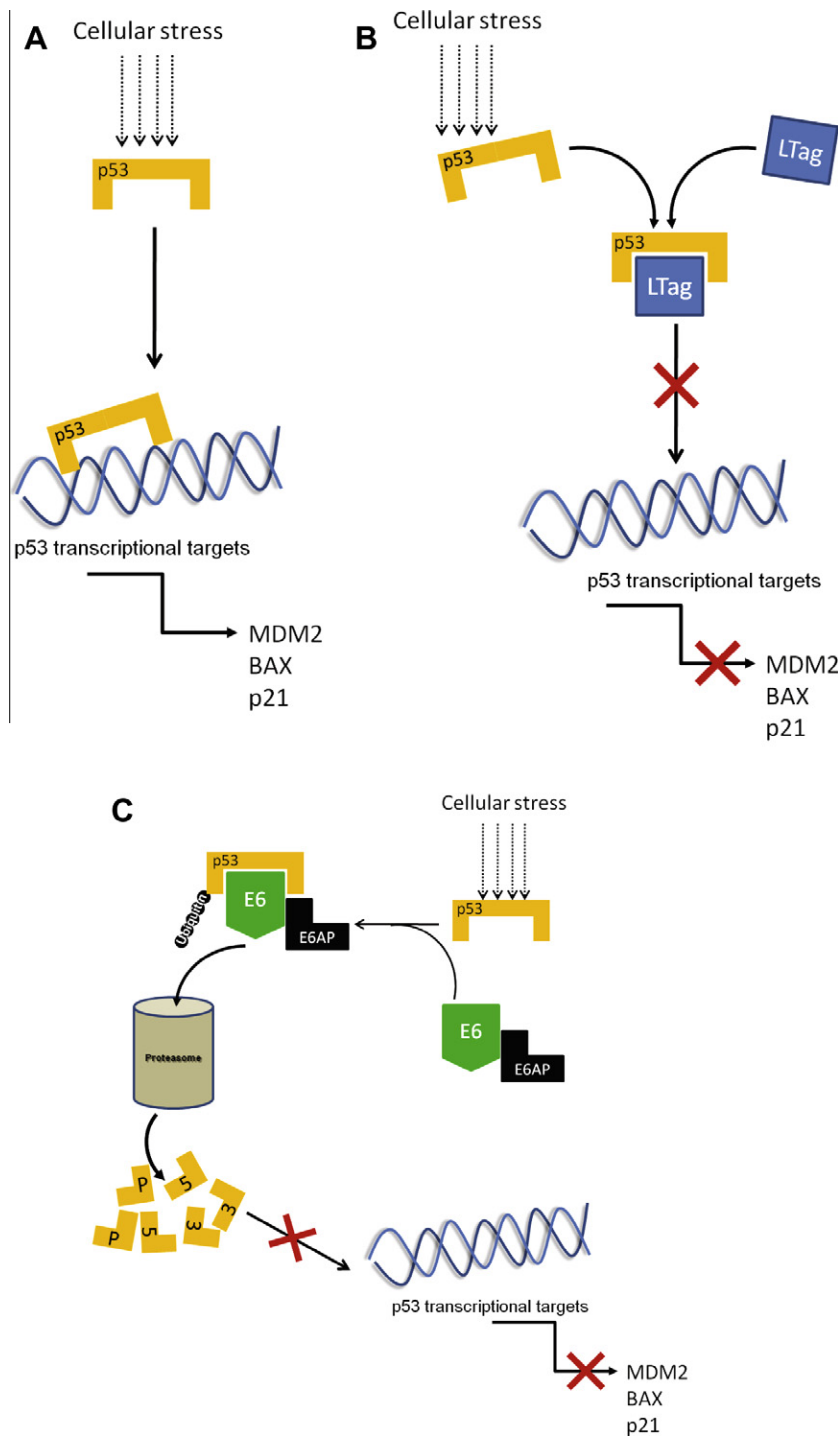 A
Cellular stress
p53
p53
p53 transcriptional targets
MDM2
BAX
p21
B
Cellular stress
p53
LTag
p53
LTag
p53 transcriptional targets
MDM2
BAX
p21
C
Cellular stress
p53
E6
E6AP
Ubiquitin
p53
E6
E6AP
Proteasome
P 5 3
P 5 3
p53 transcriptional targets
MDM2
BAX
p21